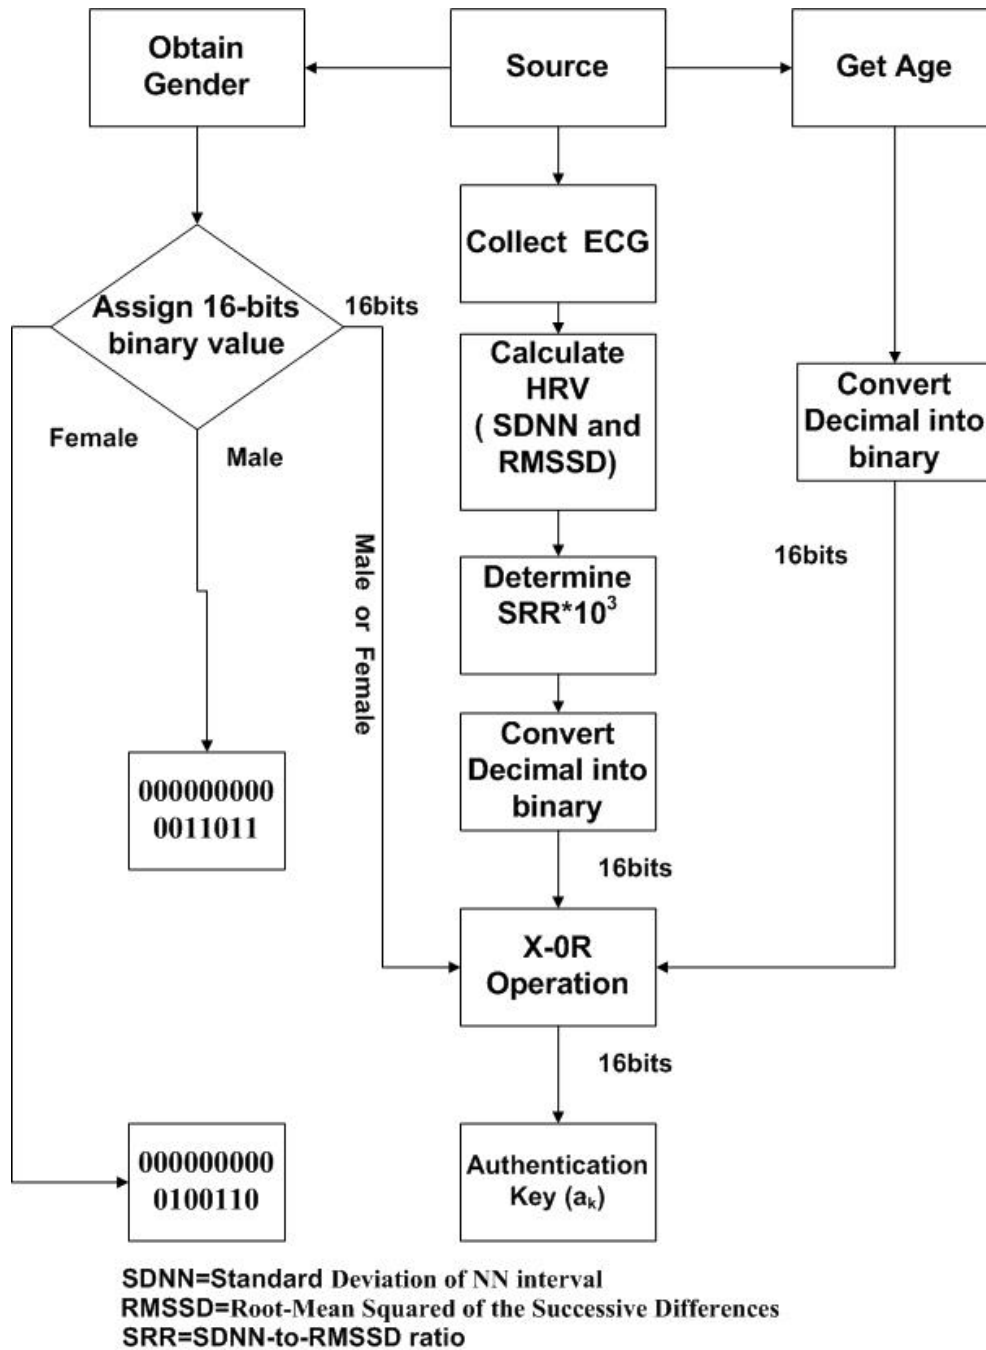 Obtain
Gender
Source
Get Age
Collect ECG
Assign 16-bits
binary value
16bits
Female
Male
Calculate
HRV
( SDNN and
RMSSD)
Convert
Decimal into
binary
16bits
Male or Female
Determine
SRR*10³
Convert
Decimal into
binary
16bits
000000000
0011011
X-0R
Operation
16bits
000000000
0100110
Authentication
Key (aₖ)
SDNN=Standard Deviation of NN interval
RMSSD=Root-Mean Squared of the Successive Differences
SRR=SDNN-to-RMSSD ratio